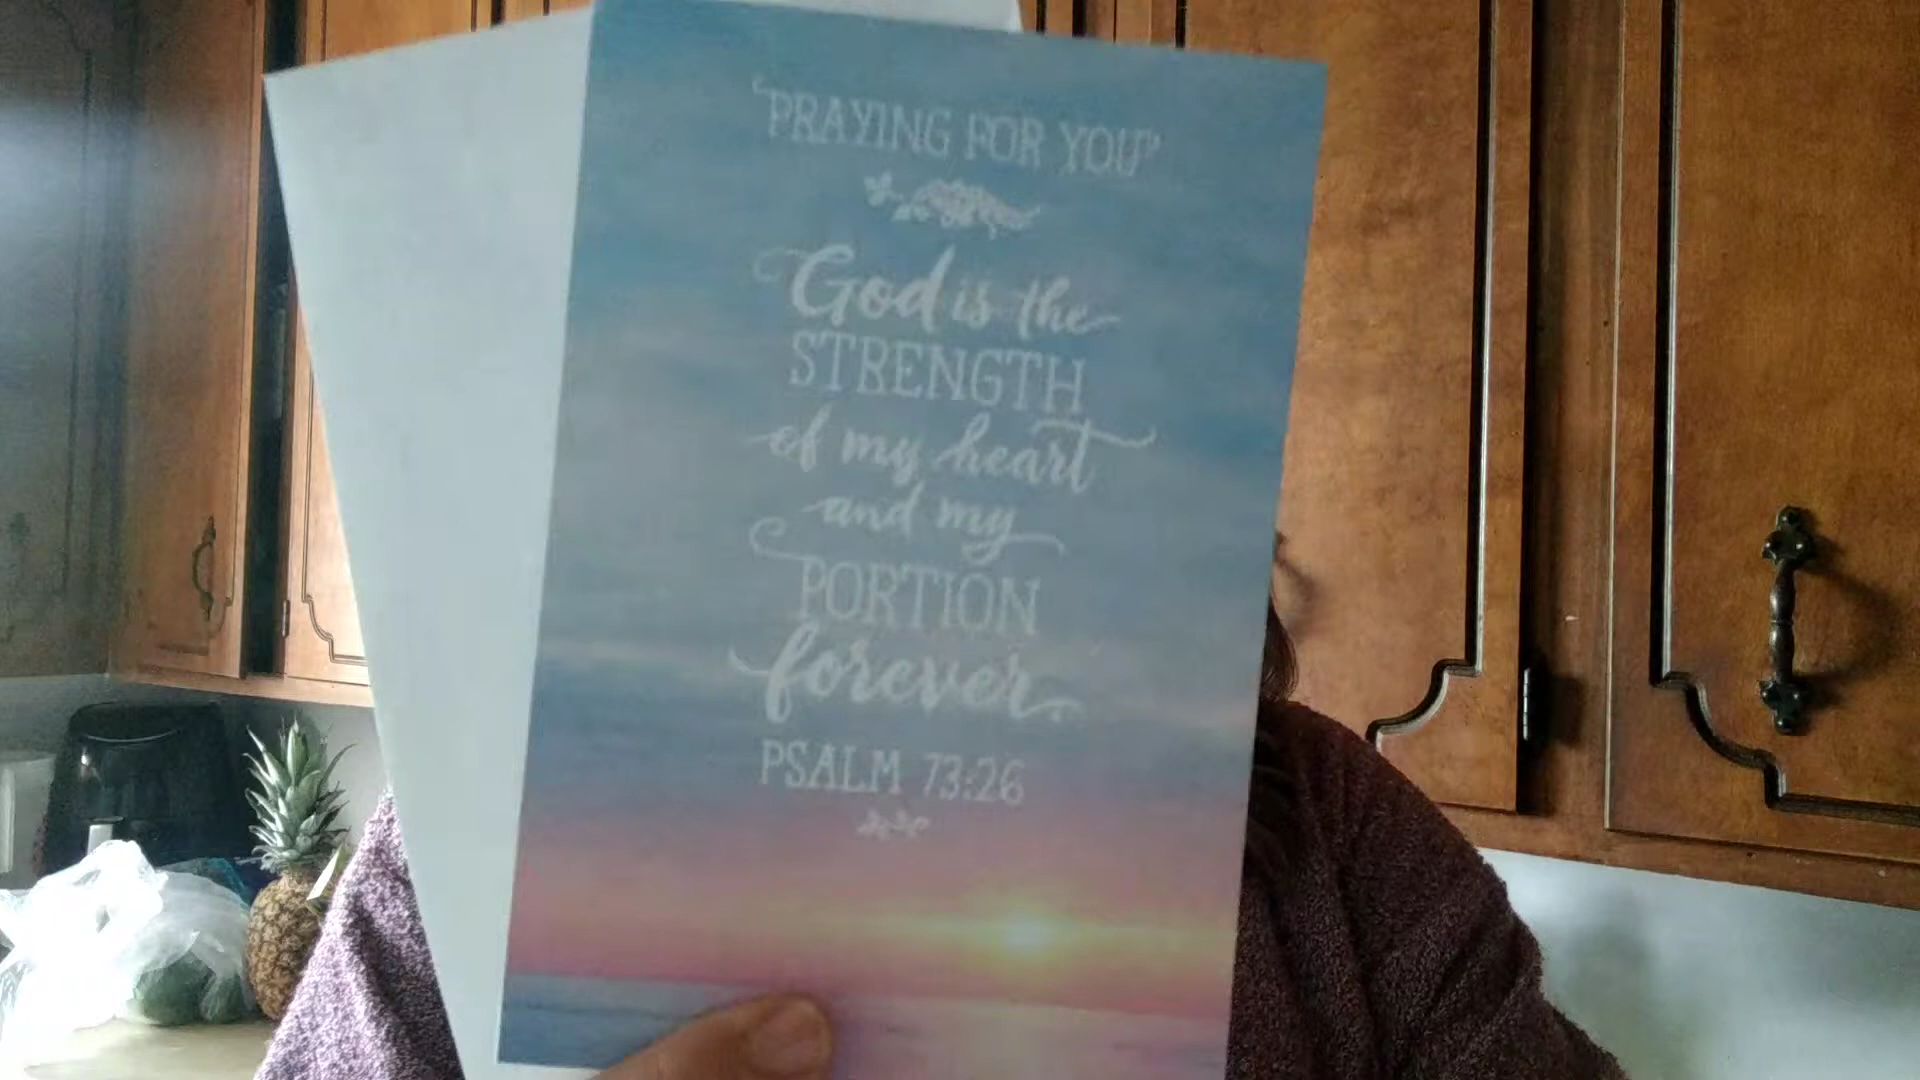 "PRAYING FOR YOU"
God is the
STRENGTH
of my heart
and my
PORTION
forever.
PSALM 73:26